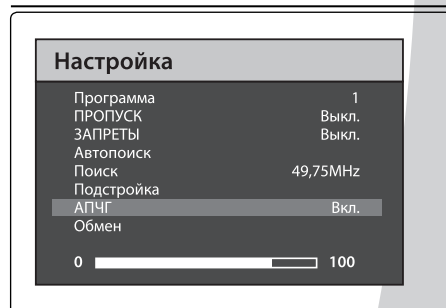 Настройка
Программа 1
ПРОПУСК Выкл.
ЗАПРЕТЫ Выкл.
Автопоиск
Поиск 49,75MHz
Подстройка
АПЧГ Вкл.
Обмен
0 100